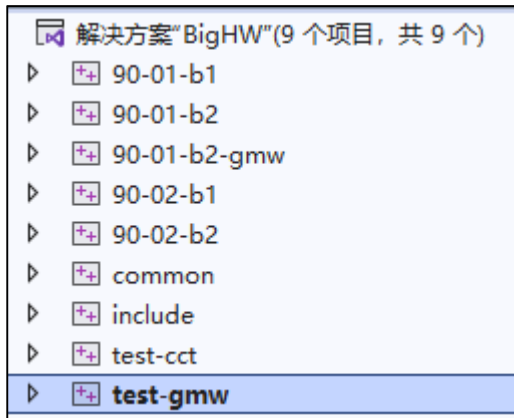 解决方案“BigHW”(9 个项目，共 9 个)
90-01-b1
90-01-b2
90-01-b2-gmw
90-02-b1
90-02-b2
common
include
test-cct
test-gmw